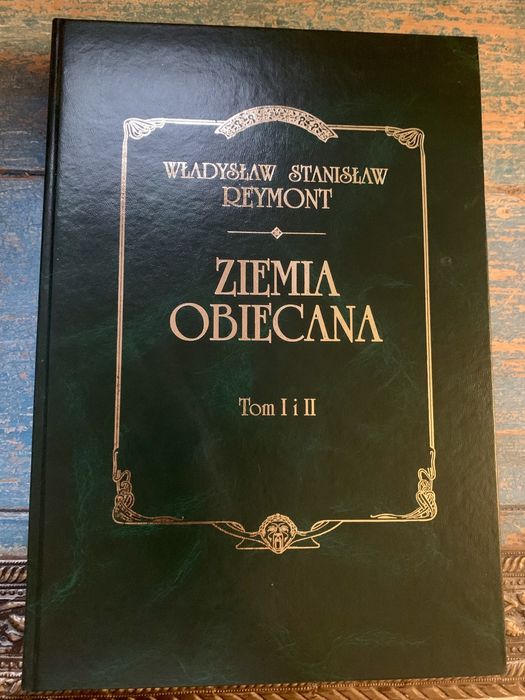 WŁADYSŁAW STANISŁAW
REYMONT
ZIEMIA
OBIECANA
Tom I i II